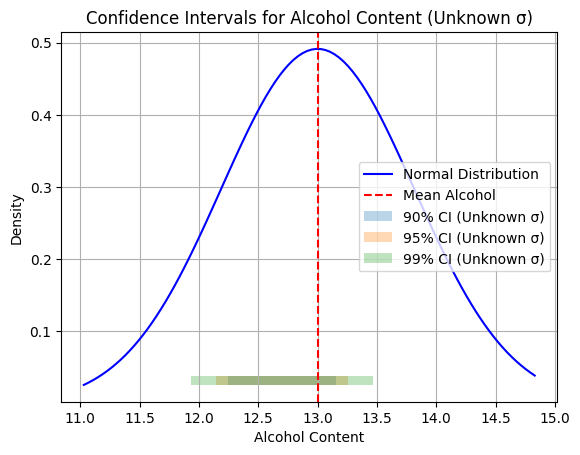 Confidence Intervals for Alcohol Content (Unknown σ)
0.5
0.4
0.3
0.2
0.1
Density
Normal Distribution
Mean Alcohol
90% CI (Unknown σ)
95% CI (Unknown σ)
99% CI (Unknown σ)
11.0 11.5 12.0 12.5 13.0 13.5 14.0 14.5 15.0
Alcohol Content